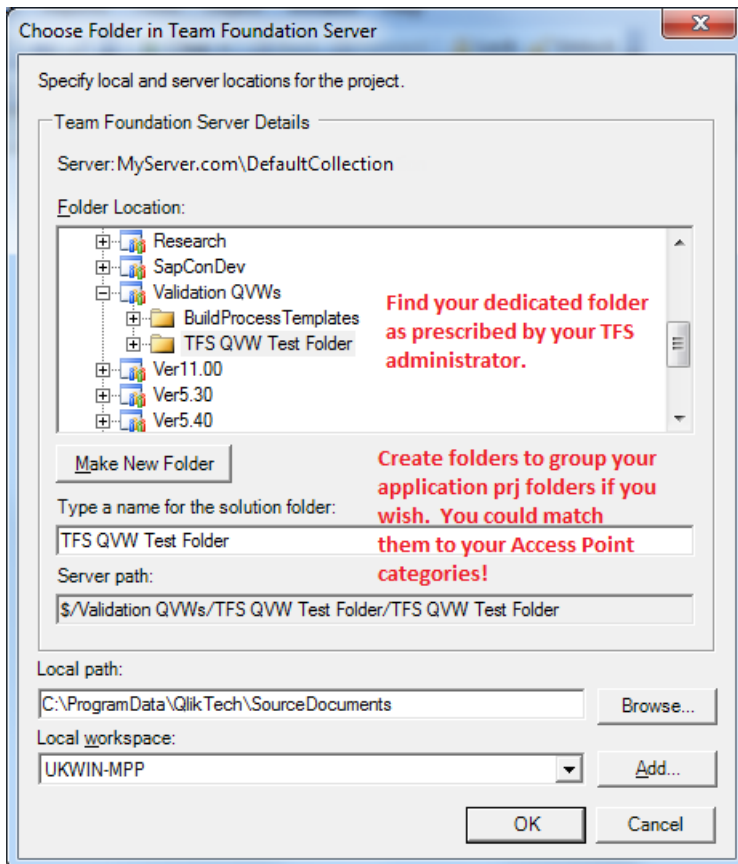 Choose Folder in Team Foundation Server
Specify local and server locations for the project.
Team Foundation Server Details
Server: MyServer.com\DefaultCollection
Folder Location:
Research
SapConDev
Validation QVWs
BuildProcessTemplates
TFS QVW Test Folder
Ver11.00
Ver5.30
Ver5.40
Find your dedicated folder
as prescribed by your TFS
administrator.
Make New Folder
Create folders to group your
application prj folders if you
wish. You could match
them to your Access Point
categories!
Type a name for the solution folder:
TFS QVW Test Folder
Server path:
$/Validation QVWs/TFS QVW Test Folder/TFS QVW Test Folder
Local path:
C:\ProgramData\QlikTech\SourceDocuments
Browse...
Local workspace:
UKWIN-MPP
Add...
OK
Cancel